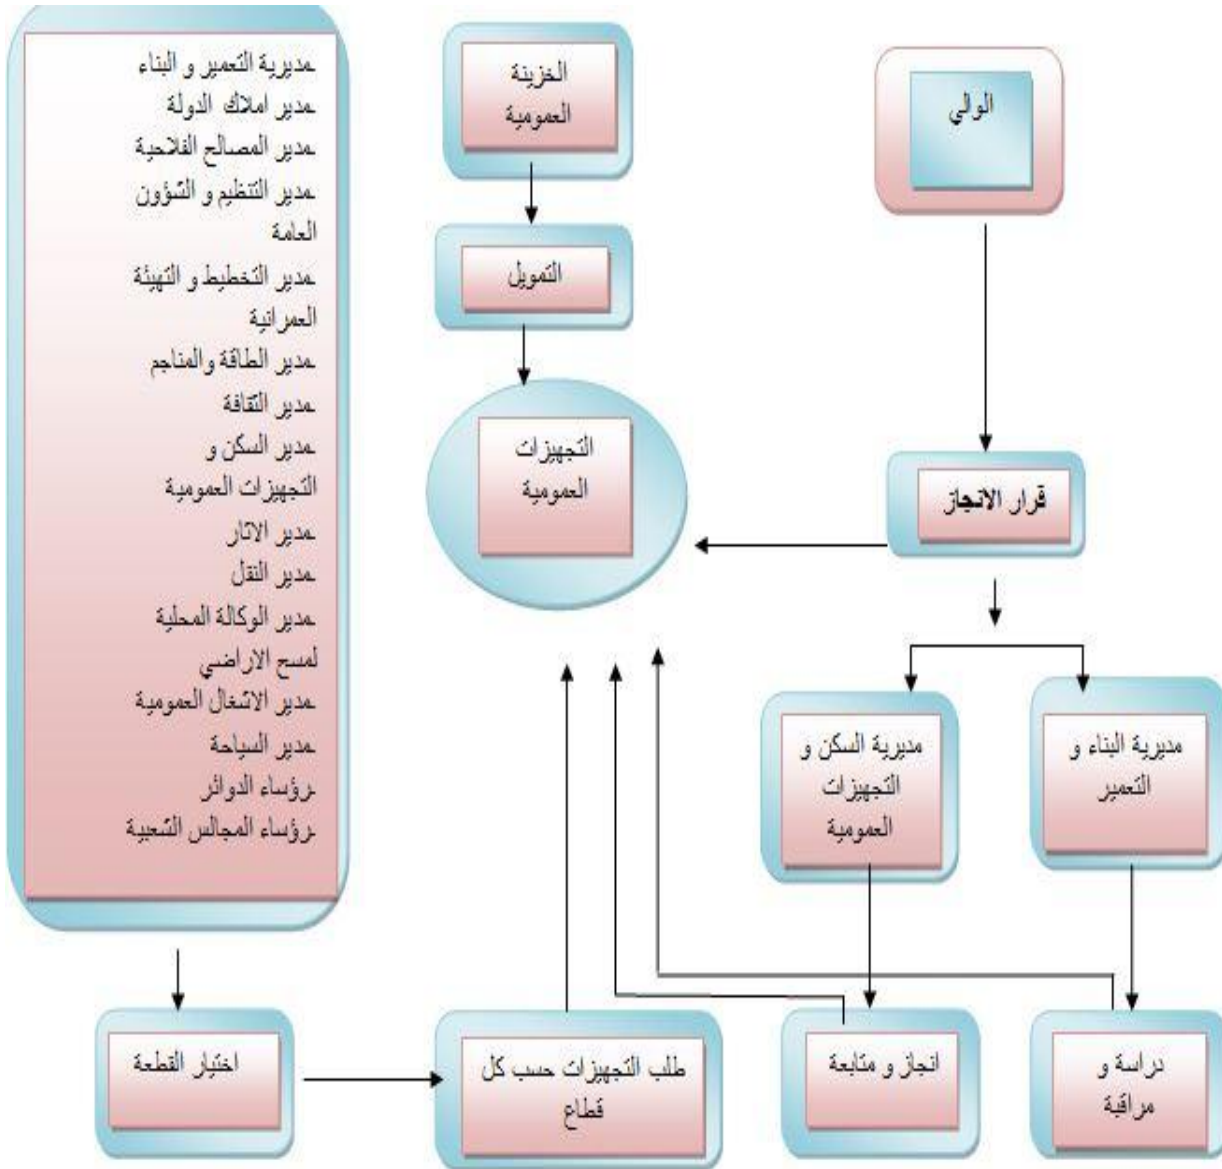 الوالي
الخزينة
العمومية
-مديرية التعمير و البناء
-مدير املاك الدولة
-مدير المصالح الفلاحية
-مدير التنظيم و الشؤون
العامة
-مدير التخطيط و التهيئة
العمرانية
-مدير الطاقة والمناجم
-مدير الثقافة
-مدير السكن و
التجهيزات العمومية
-مدير الاثار
-مدير النقل
-مدير الوكالة المحلية
لمسح الاراضي
-مدير الاشغال العمومية
-مدير السياحة
-رؤساء الدوائر
-رؤساء المجالس الشعبية
التمويل
التجهيزات
العمومية
قرار الانجاز
مديرية البناء و
التعمير
مديرية السكن و
التجهيزات
العمومية
دراسة و
مراقبة
انجاز و متابعة
طلب التجهيزات حسب كل
قطاع
اختيار القطعة